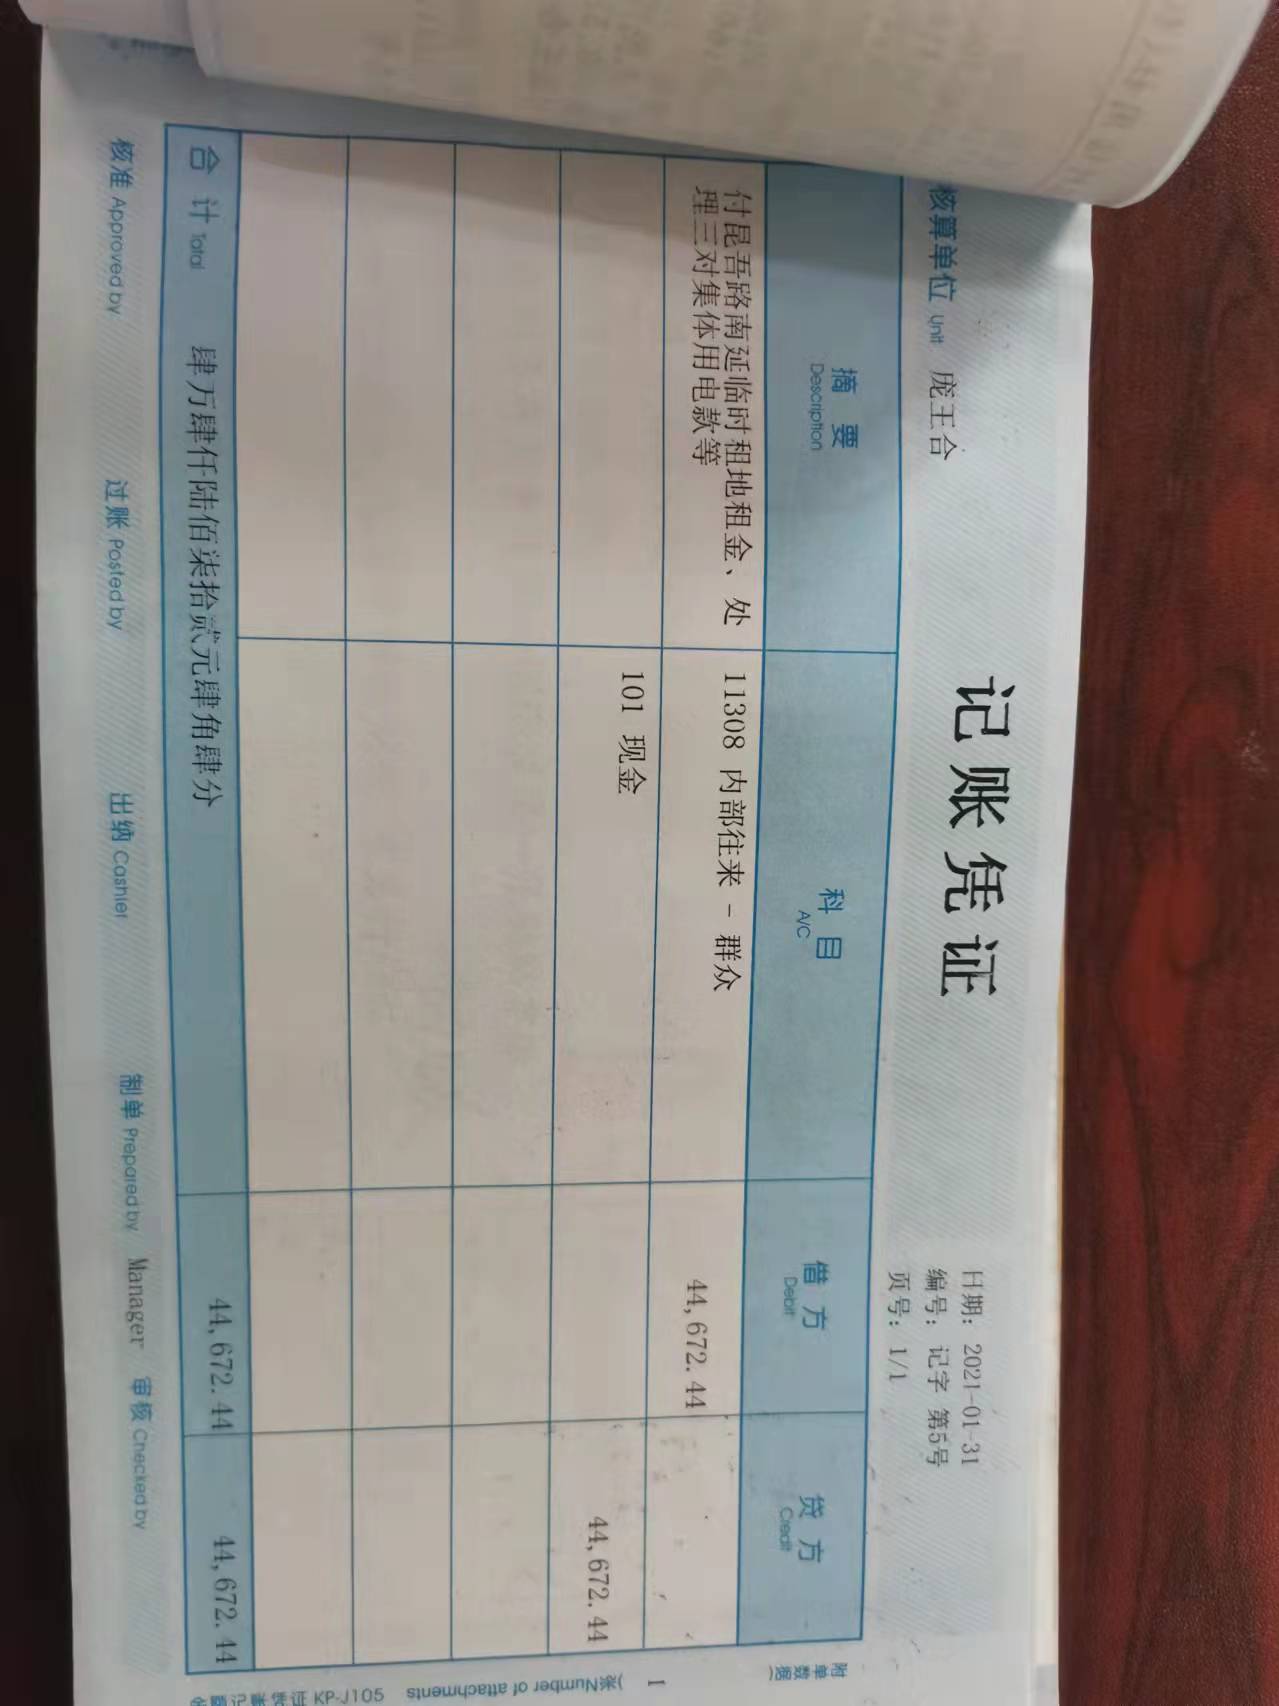 记账凭证
日期: 2021-01-31
编号: 记字 第5号
页号: 1/1
核算单位 Unit 庞王合
摘要 科目 借方 贷方
Description A/C Debit Credit
付昆吾路南延临时租地租金、处 11308 内部往来 - 群众 44,672.44
理三对集体用电款等
101 现金 44,672.44
合计 Total 肆万肆仟陆佰柒拾贰元肆角肆分 44,672.44 44,672.44
核准 Approved by 过账 Posted by 出纳 Cashier 制单 Prepared by Manager 审核 Checked by
附单数据(
1
)张 Number of attachments
记账凭证 KP-J105